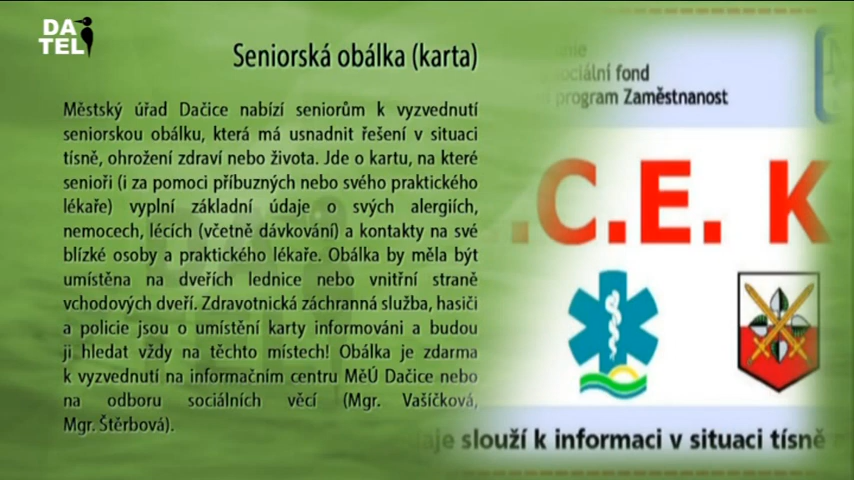 DA
TEL
Seniorská obálka (karta)
Městský úřad Dačice nabízí seniorům k vyzvednutí
seniorskou obálku, která má usnadnit řešení v situaci
tísně, ohrožení zdraví nebo života. Jde o kartu, na které
senioři (i za pomoci příbuzných nebo svého praktického
lékaře) vyplní základní údaje o svých alergiích,
nemocech, lécích (včetně dávkování) a kontakty na své
blízké osoby a praktického lékaře. Obálka by měla být
umístěna na dveřích lednice nebo vnitřní straně
vchodových dveří. Zdravotnická záchranná služba, hasiči
a policie jsou o umístění karty informováni a budou
ji hledat vždy na těchto místech! Obálka je zdarma
k vyzvednutí na informačním centru MěÚ Dačice nebo
na odboru sociálních věcí (Mgr. Vašíčková,
Mgr. Štěrbová).
sociální fond
program Zaměstnanost
.C.E. K
slouží k informaci v situaci tísně